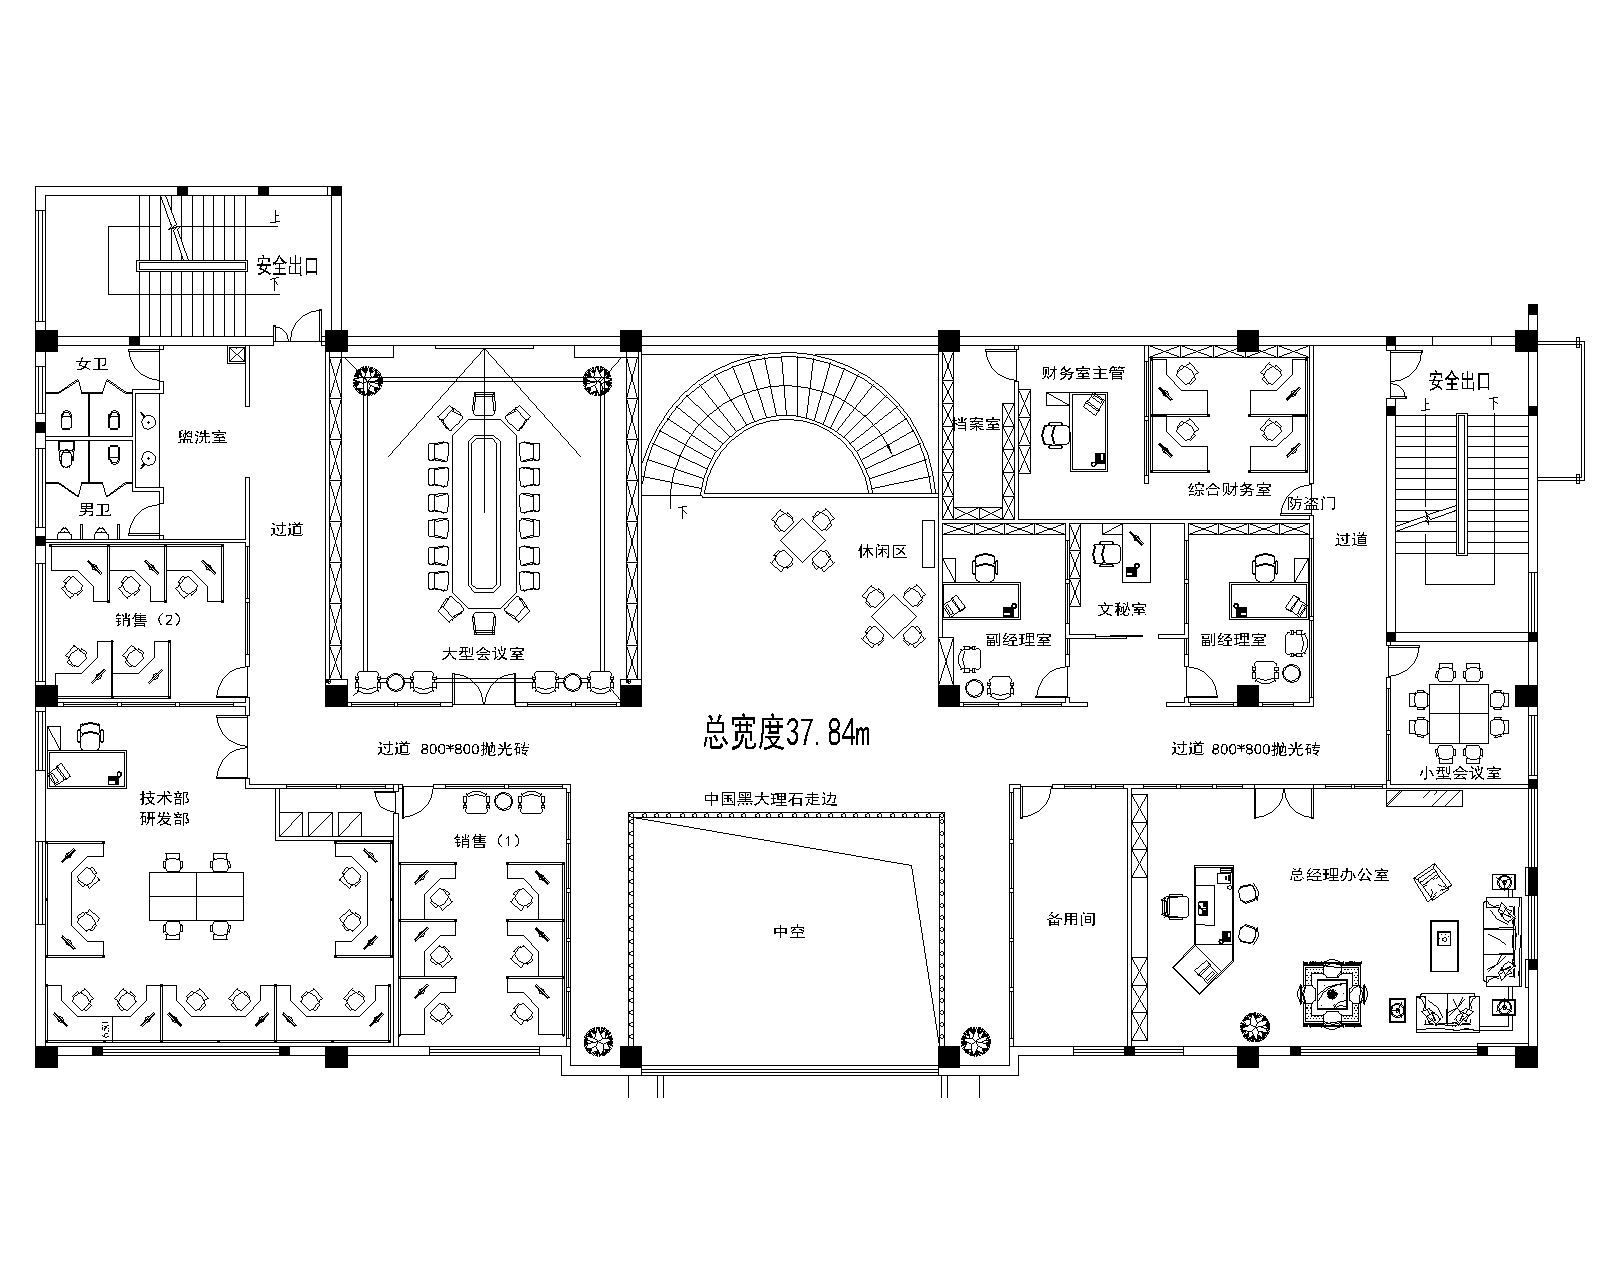 上
安全出口
下
女卫
盥洗室
男卫
过道
大型会议室
下
休闲区
档案室
财务室主管
综合财务室
防盗门
过道
安全出口
上
下
销售（2）
副经理室
文秘室
副经理室
总宽度37.84m
过道 800*800抛光砖
过道 800*800抛光砖
小型会议室
技术部
研发部
中国黑大理石走边
销售（1）
总经理办公室
备用间
中空